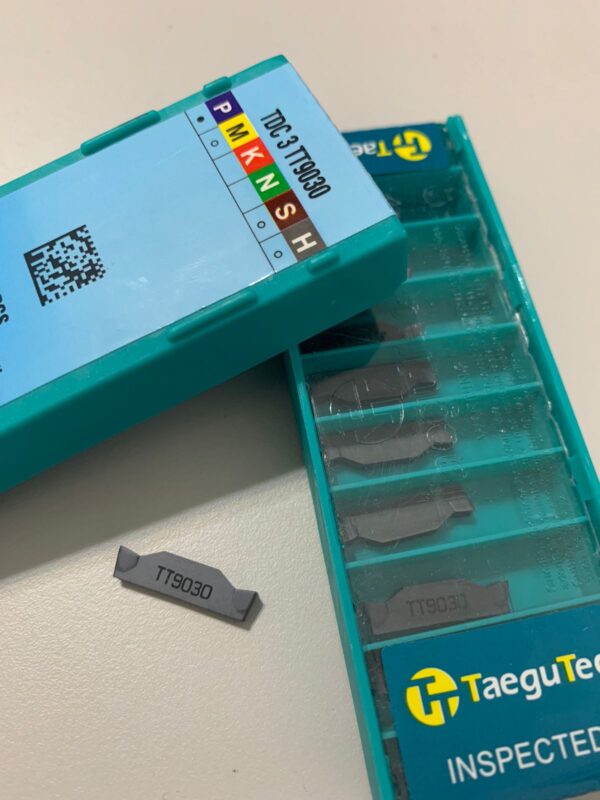 TDC 3 TT9030
P
M
K
N
S
H
TT9030
TT9030
TaeguTec
INSPECTED